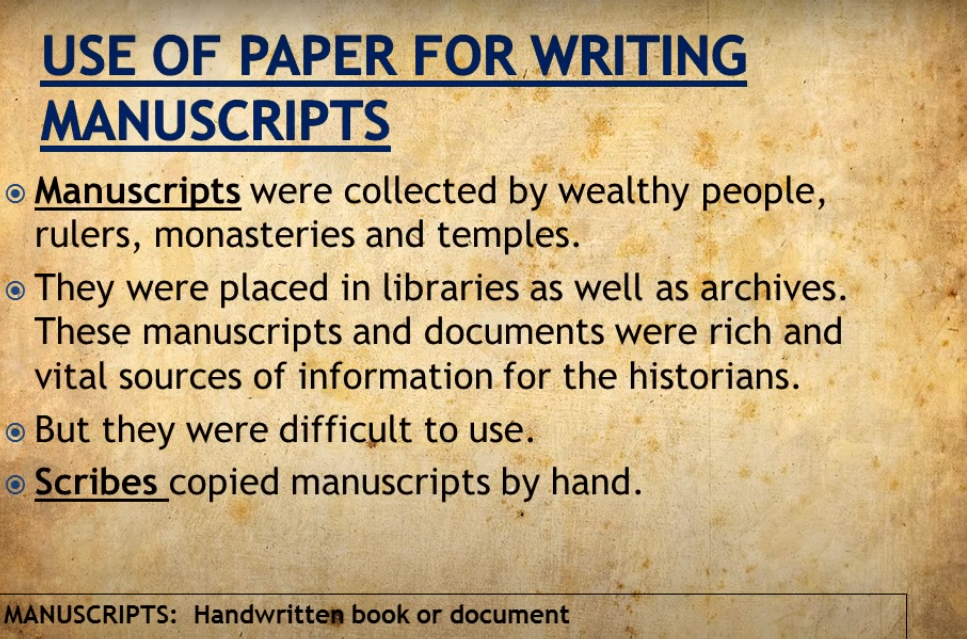 USE OF PAPER FOR WRITING
MANUSCRIPTS
Manuscripts were collected by wealthy people,
rulers, monasteries and temples.
They were placed in libraries as well as archives.
These manuscripts and documents were rich and
vital sources of information for the historians.
But they were difficult to use.
Scribes copied manuscripts by hand.
MANUSCRIPTS: Handwritten book or document